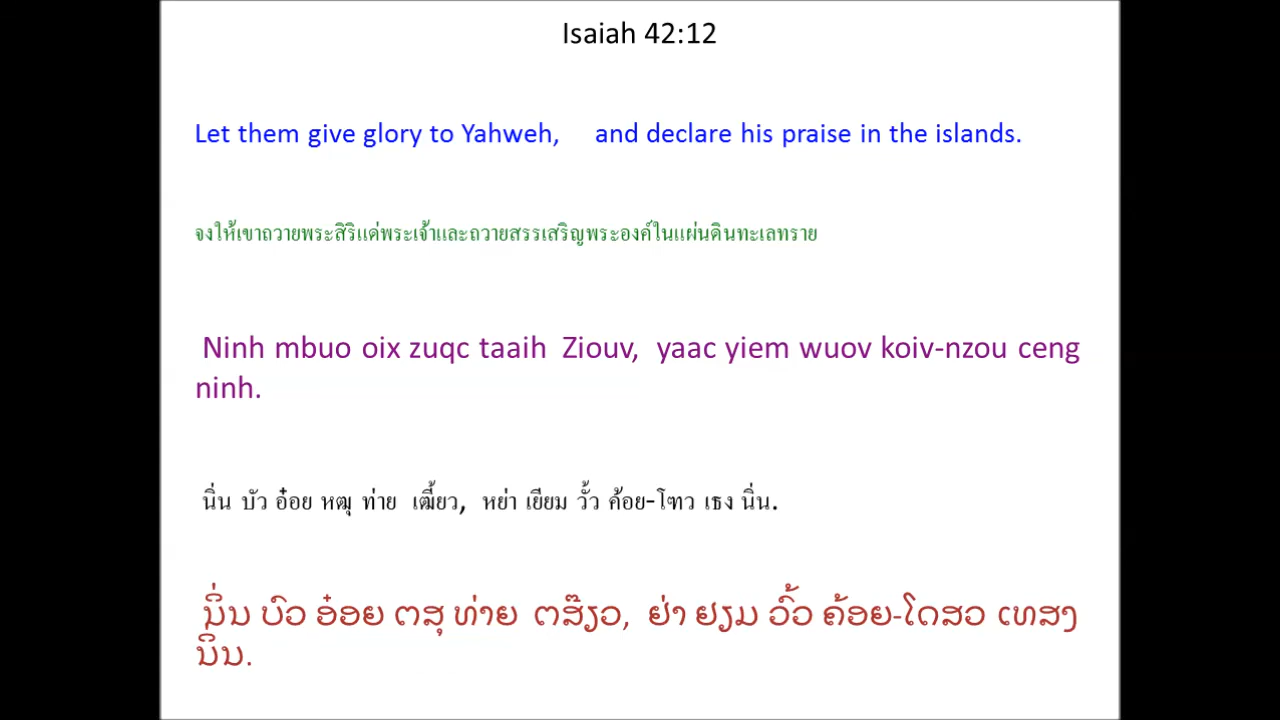 Isaiah 42:12
Let them give glory to Yahweh, and declare his praise in the islands.
จงให้เขาถวายพระสิริแด่พระเจ้าและถวายสรรเสริญพระองค์ในแผ่นดินทะเลทราย
Ninh mbuo oix zuqc taaih Ziouv, yaac yiem wuov koiv-nzou ceng
ninh.
นิ่น บัว อ๋อย หฒุ ท่าย เฒี้ยว, หย่า เยียม วั้ว ค้อย-โฑว เธง นิ่น.
ນິ່ນ ບົວ ອ໋ອຍ ຕສຸ ທ່າຍ ຕສ໊ຽວ, ຢ່າ ຢຽມ ວົ້ວ ຄ້ອຍ-ໂດສວ ເທສງ
ນິ່ນ.